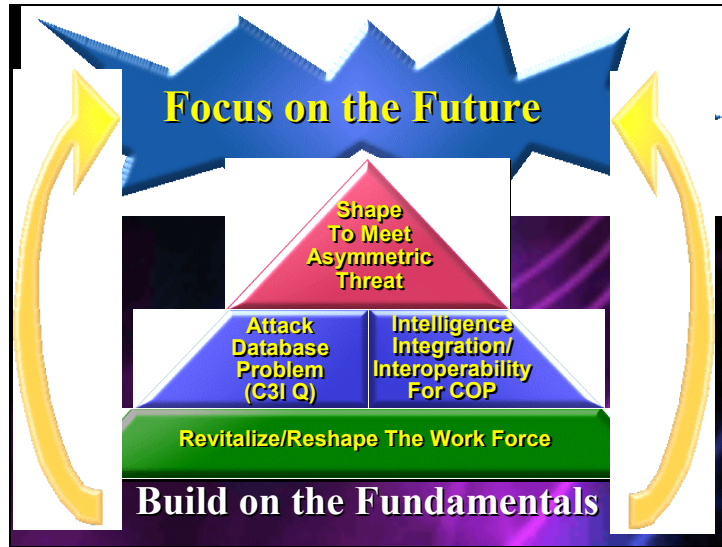 Focus on the Future
Shape
To Meet
Asymmetric
Threat
Attack
Database
Problem
(C3I Q)
Intelligence
Integration/
Interoperability
For COP
Revitalize/Reshape The Work Force
Build on the Fundamentals